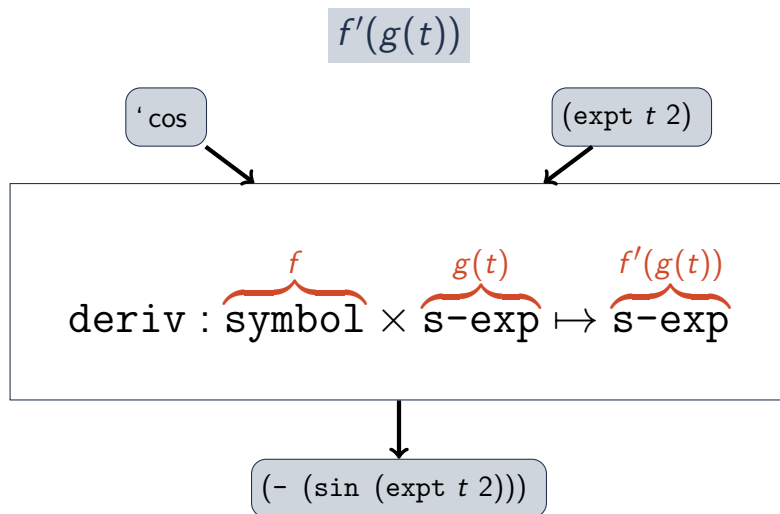 f′(g(t))
‘cos
(expt t 2)
f g(t) f′(g(t))
deriv : symbol × s-exp ↦ s-exp
(- (sin (expt t 2)))